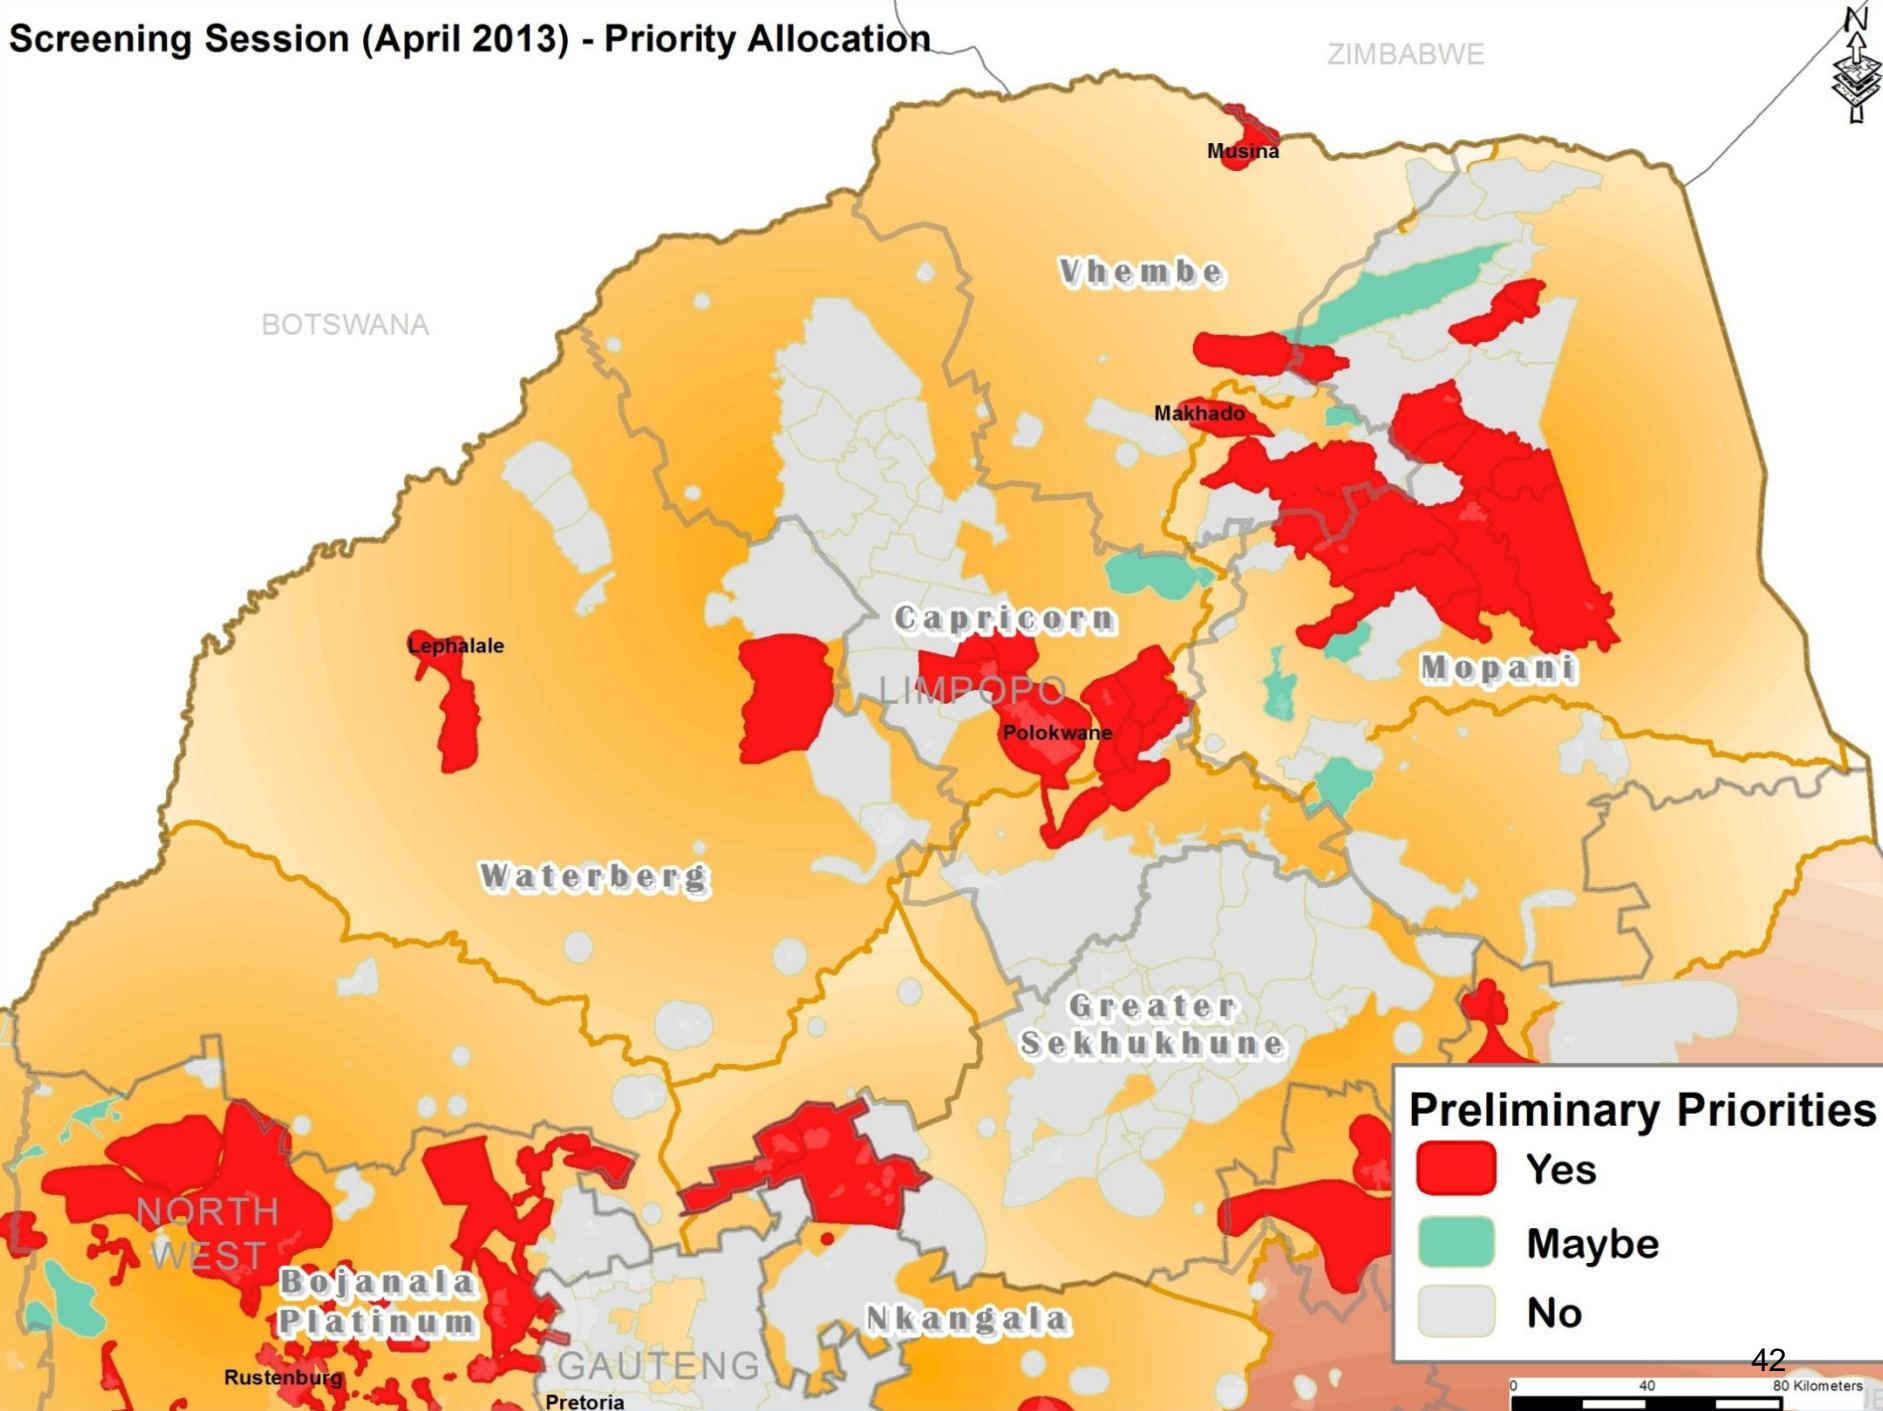 Screening Session (April 2013) - Priority Allocation
N
ZIMBABWE
Musina
Vhembe
BOTSWANA
Makhado
Capricorn
Lephalale
Mopani
LIMPOPO
Polokwane
Waterberg
Greater
Sekhukhune
Preliminary Priorities
Yes
Maybe
No
NORTH
WEST
Bojanala
Platinum
Nkangala
GAUTENG
Rustenburg
Pretoria
42
0 40 80 Kilometers